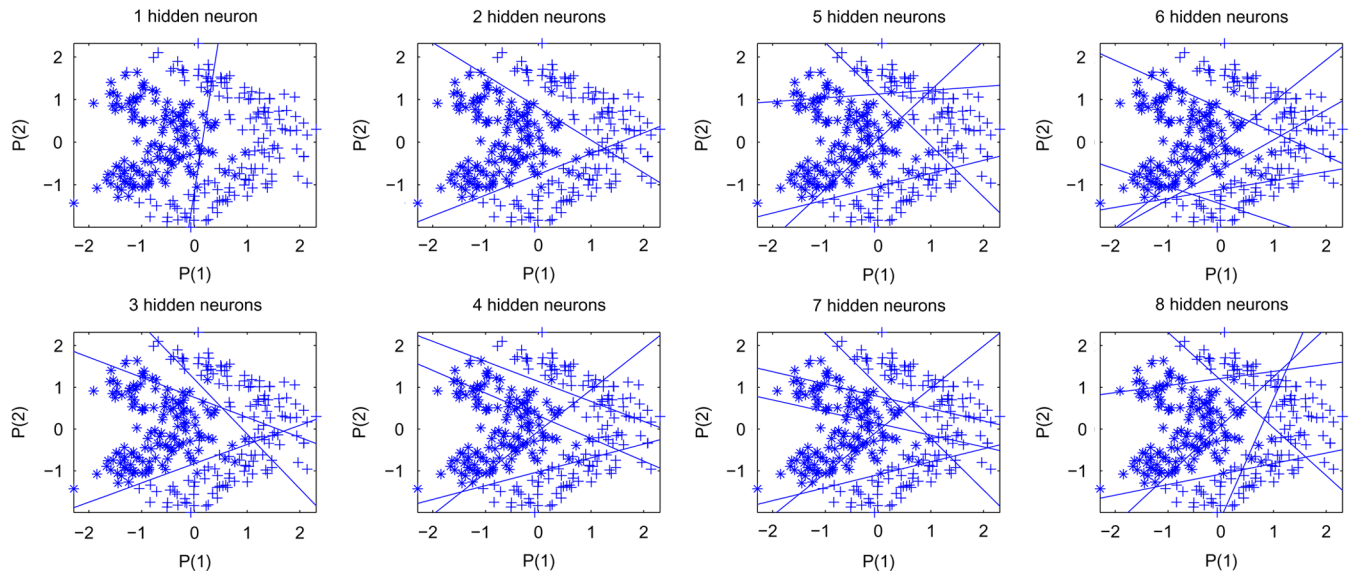 1 hidden neuron
2 hidden neurons
5 hidden neurons
6 hidden neurons
2
1
0
−1
P(2)
−2 −1 0 1 2
P(1)
2
1
0
−1
P(2)
−2 −1 0 1 2
P(1)
2
1
0
−1
P(2)
−2 −1 0 1 2
P(1)
2
1
0
−1
P(2)
−2 −1 0 1 2
P(1)
3 hidden neurons
4 hidden neurons
7 hidden neurons
8 hidden neurons
2
1
0
−1
P(2)
−2 −1 0 1 2
P(1)
2
1
0
−1
P(2)
−2 −1 0 1 2
P(1)
2
1
0
−1
P(2)
−2 −1 0 1 2
P(1)
2
1
0
−1
P(2)
−2 −1 0 1 2
P(1)